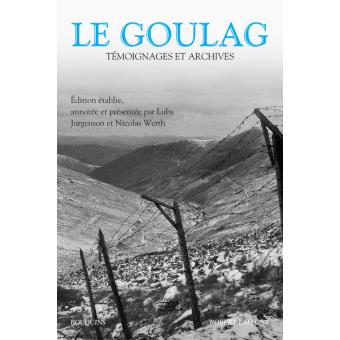 LE GOULAG
TÉMOIGNAGES ET ARCHIVES
Édition établie,
annotée et présentée par Luba
Jurgenson et Nicolas Werth
BOUQUINS
ROBERT LAFFONT